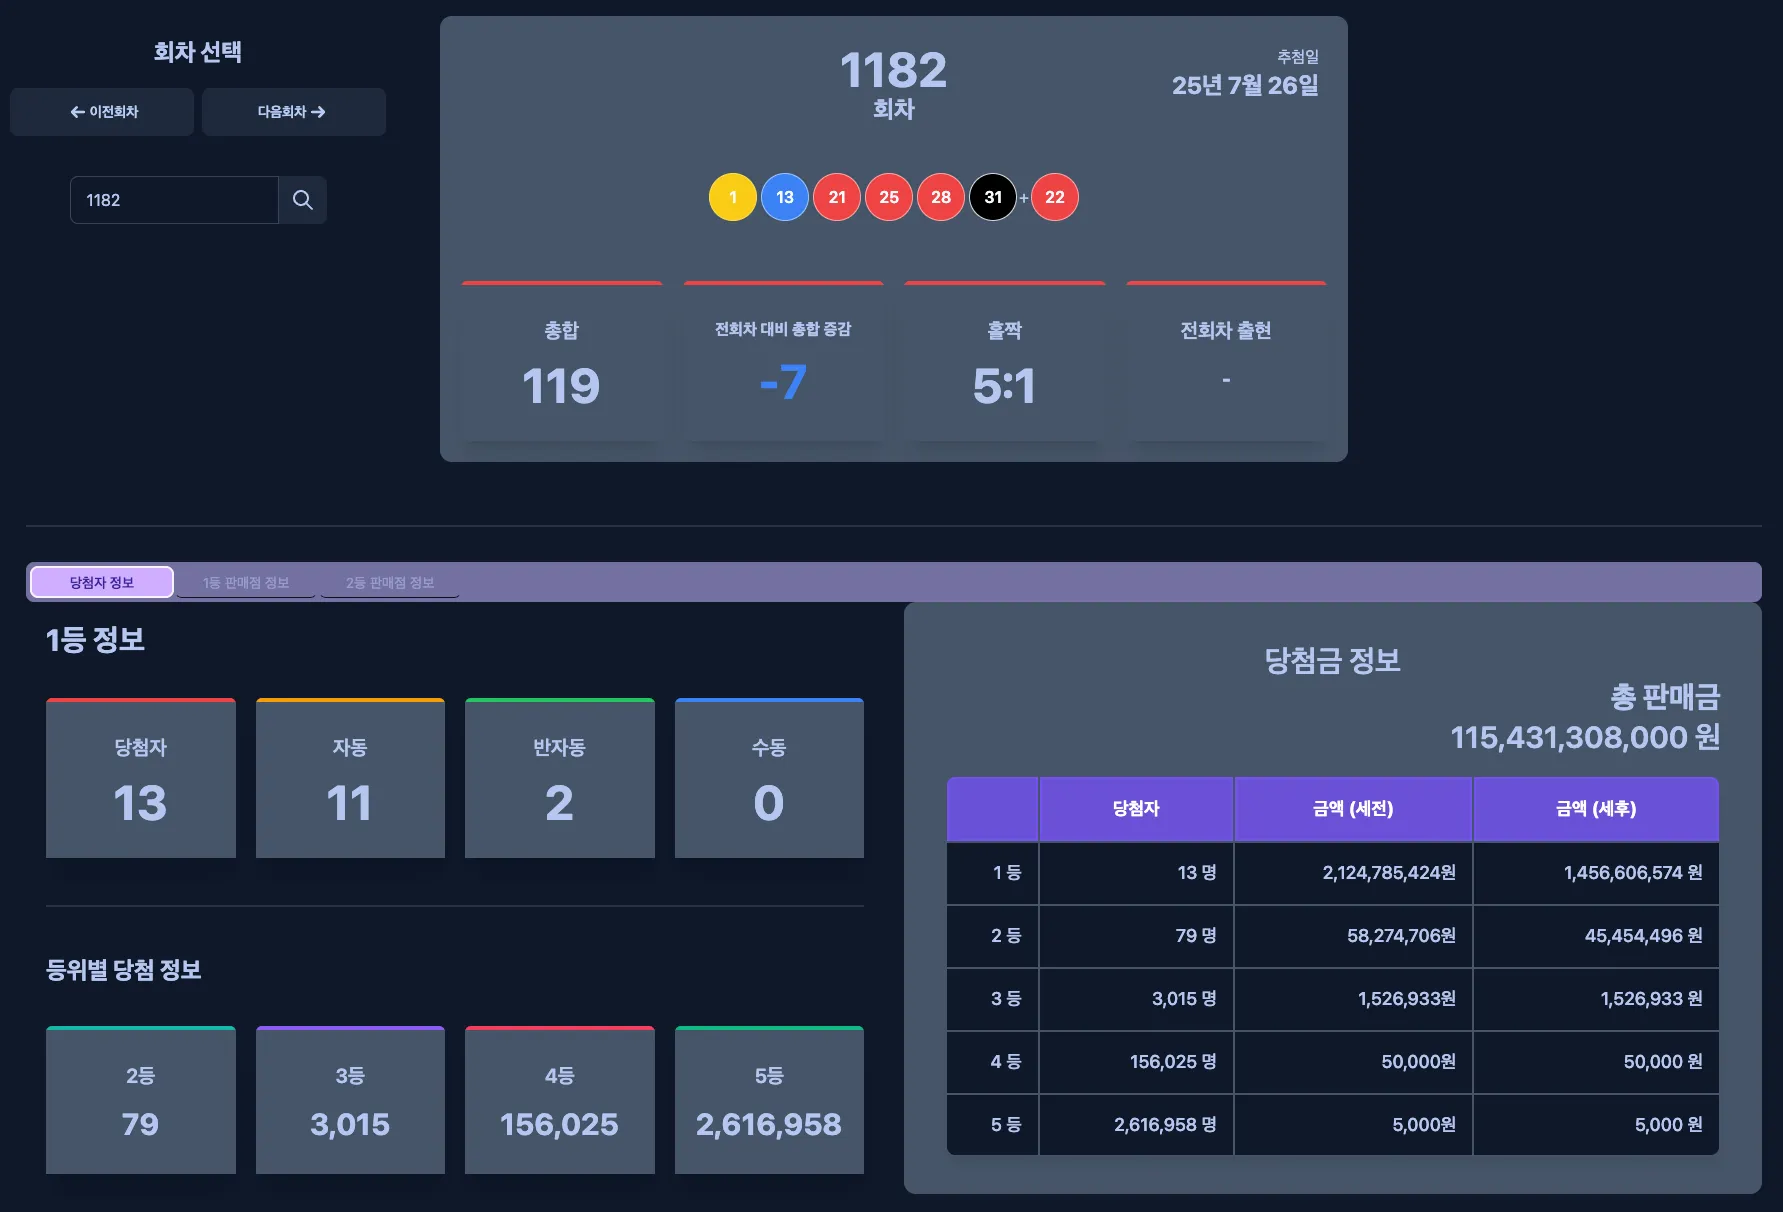 회차 선택
← 이전회차
다음회차 →
1182
1182
회차
추첨일
25년 7월 26일
1 13 21 25 28 31 + 22
총합
119
전회차 대비 총합 증감
-7
홀짝
5:1
전회차 출현
-
당첨자 정보 1등 판매점 정보 2등 판매점 정보
1등 정보
당첨자
13
자동
11
반자동
2
수동
0
등위별 당첨 정보
2등
79
3등
3,015
4등
156,025
5등
2,616,958
당첨금 정보
총 판매금
115,431,308,000 원
당첨자 금액 (세전) 금액 (세후)
1 등 13 명 2,124,785,424원 1,456,606,574 원
2 등 79 명 58,274,706원 45,454,496 원
3 등 3,015 명 1,526,933원 1,526,933 원
4 등 156,025 명 50,000원 50,000 원
5 등 2,616,958 명 5,000원 5,000 원